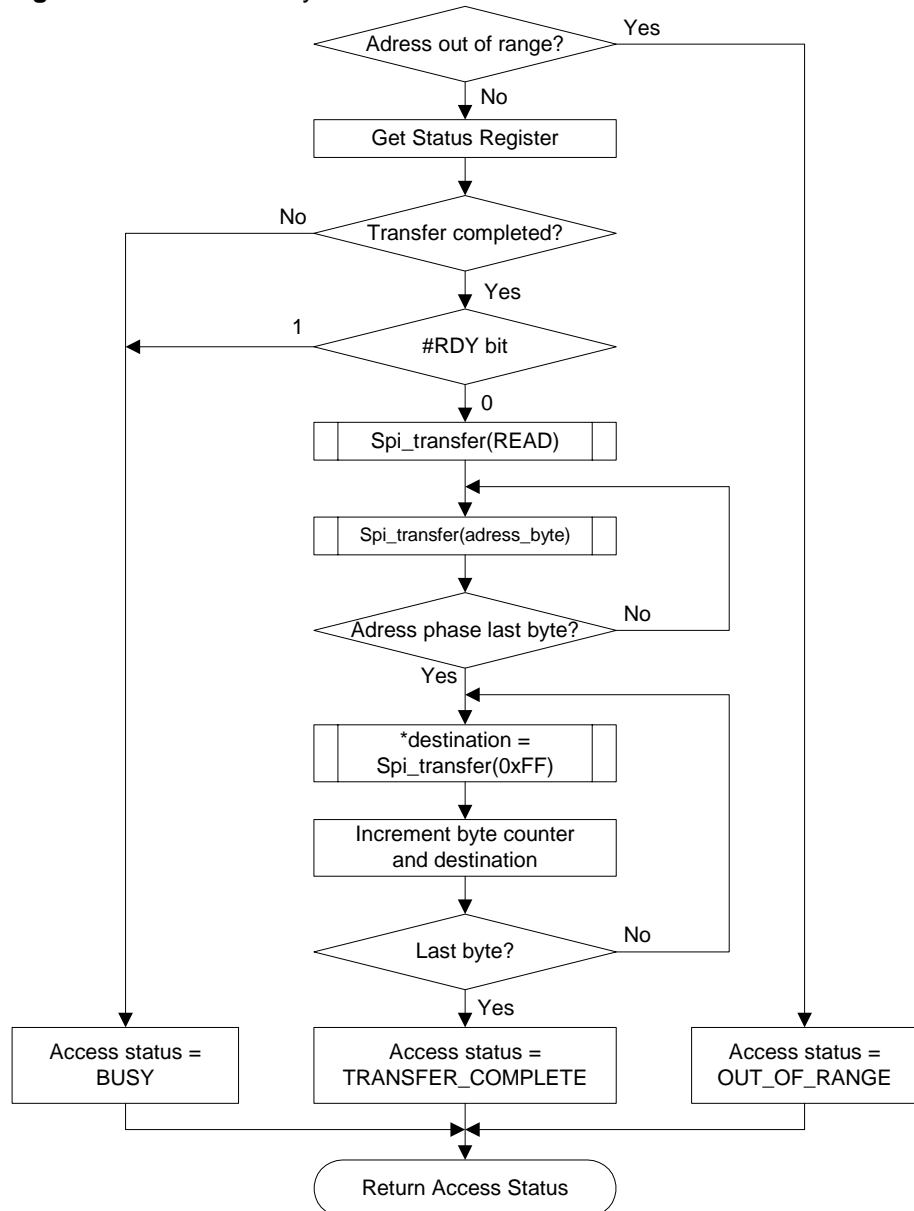 Adress out of range?
Yes
No
Get Status Register
No
Transfer completed?
Yes
1
#RDY bit
0
Spi_transfer(READ)
Spi_transfer(adress_byte)
No
Adress phase last byte?
Yes
*destination =
Spi_transfer(0xFF)
Increment byte counter
and destination
No
Last byte?
Yes
Access status =
BUSY
Access status =
TRANSFER_COMPLETE
Access status =
OUT_OF_RANGE
Return Access Status